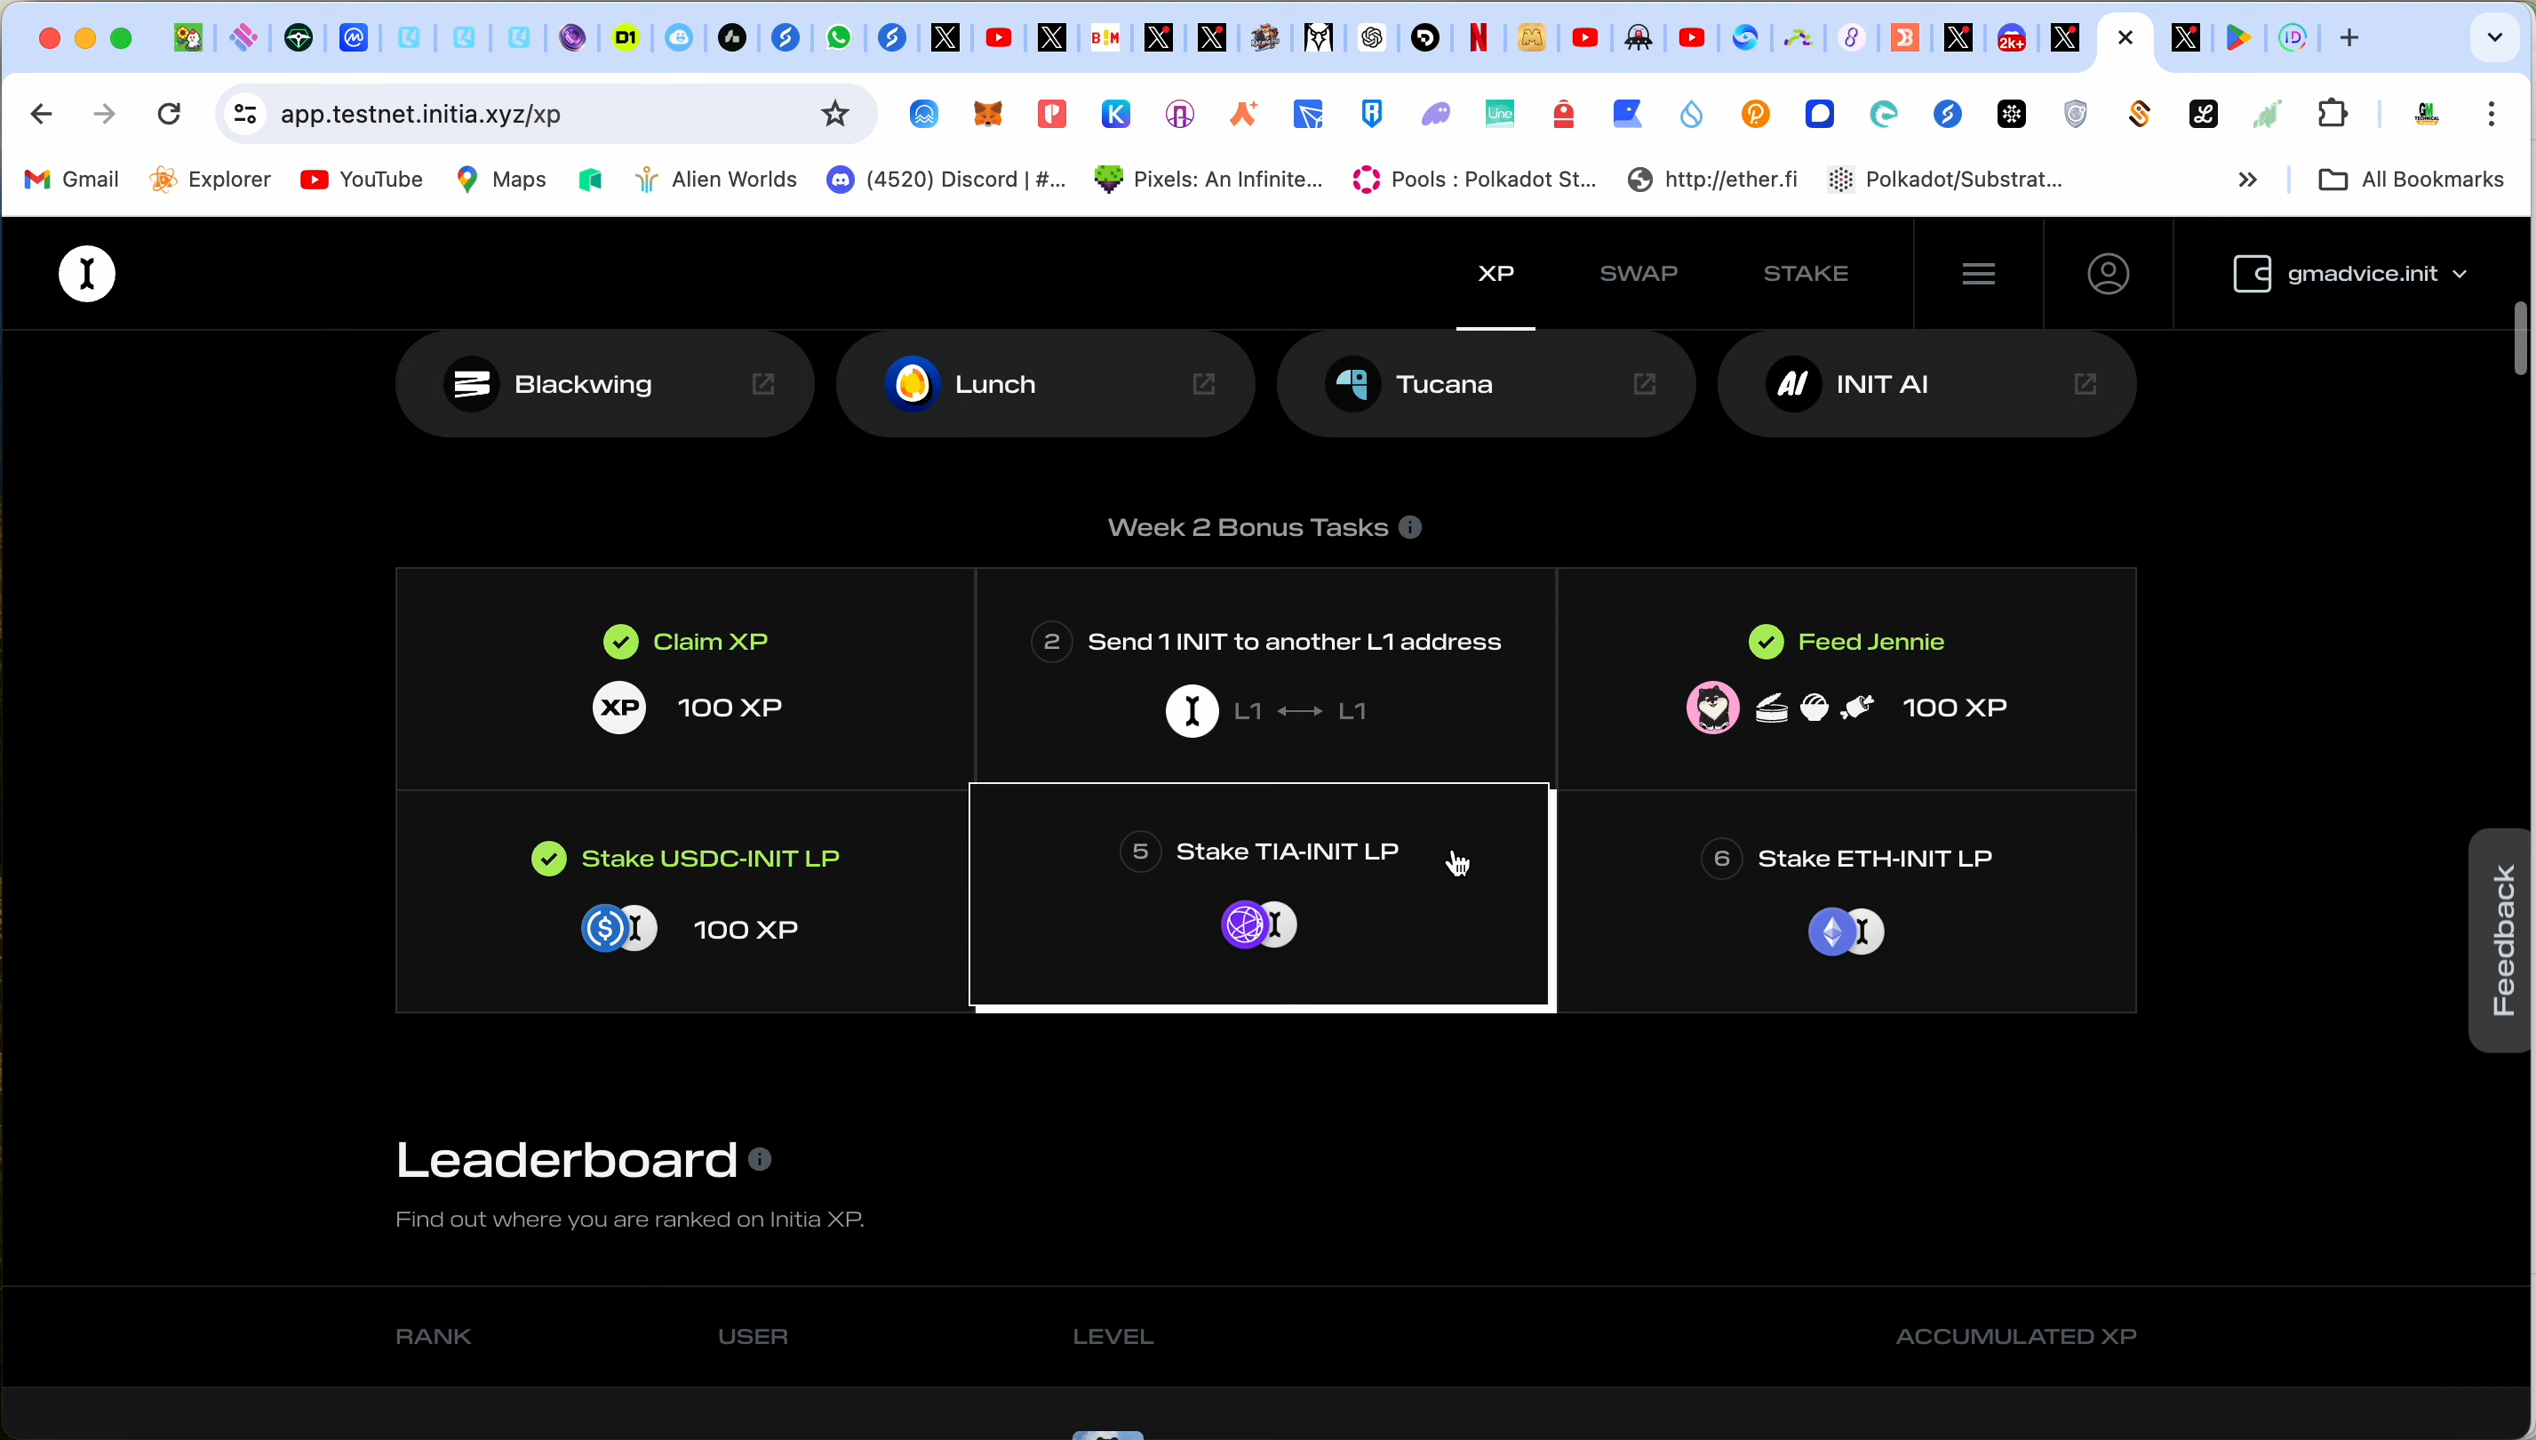 app.testnet.initia.xyz/xp
Gmail Explorer YouTube Maps Alien Worlds (4520) Discord | #... Pixels: An Infinite... Pools : Polkadot St... http://ether.fi Polkadot/Substrat... » All Bookmarks
XP SWAP STAKE gmadvice.init
Blackwing Lunch Tucana INIT AI
Week 2 Bonus Tasks
Claim XP
XP 100 XP
2 Send 1 INIT to another L1 address
L1 L1
Feed Jennie
100 XP
Stake USDC-INIT LP
100 XP
5 Stake TIA-INIT LP
6 Stake ETH-INIT LP
Feedback
Leaderboard
Find out where you are ranked on Initia XP.
RANK USER LEVEL ACCUMULATED XP